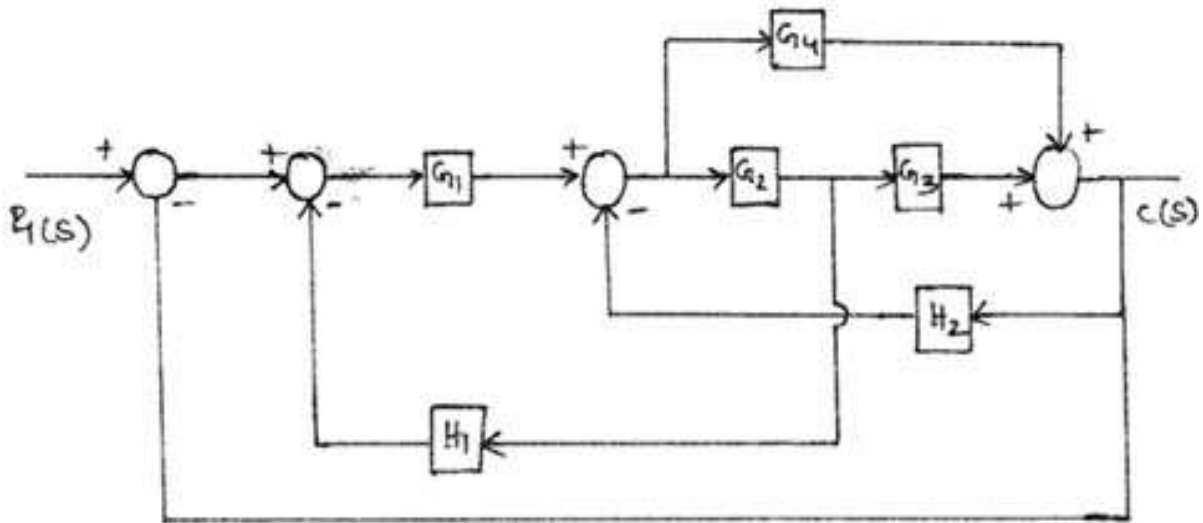 G4
+
+
+
+
R(S)
-
-
G1
-
G2
G3
+
C(S)
H2
H1